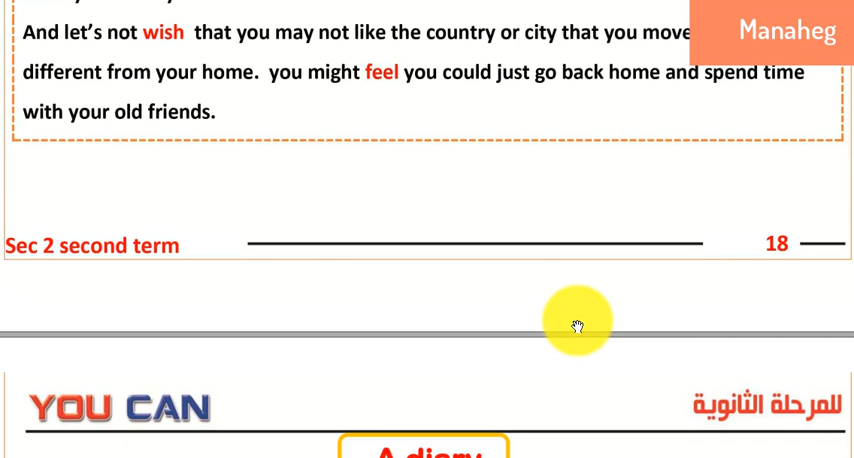 And let's not wish that you may not like the country or city that you move
Manaheg
different from your home. you might feel you could just go back home and spend time
with your old friends.
Sec 2 second term
18
YOU CAN
للمرحلة الثانوية
A diary